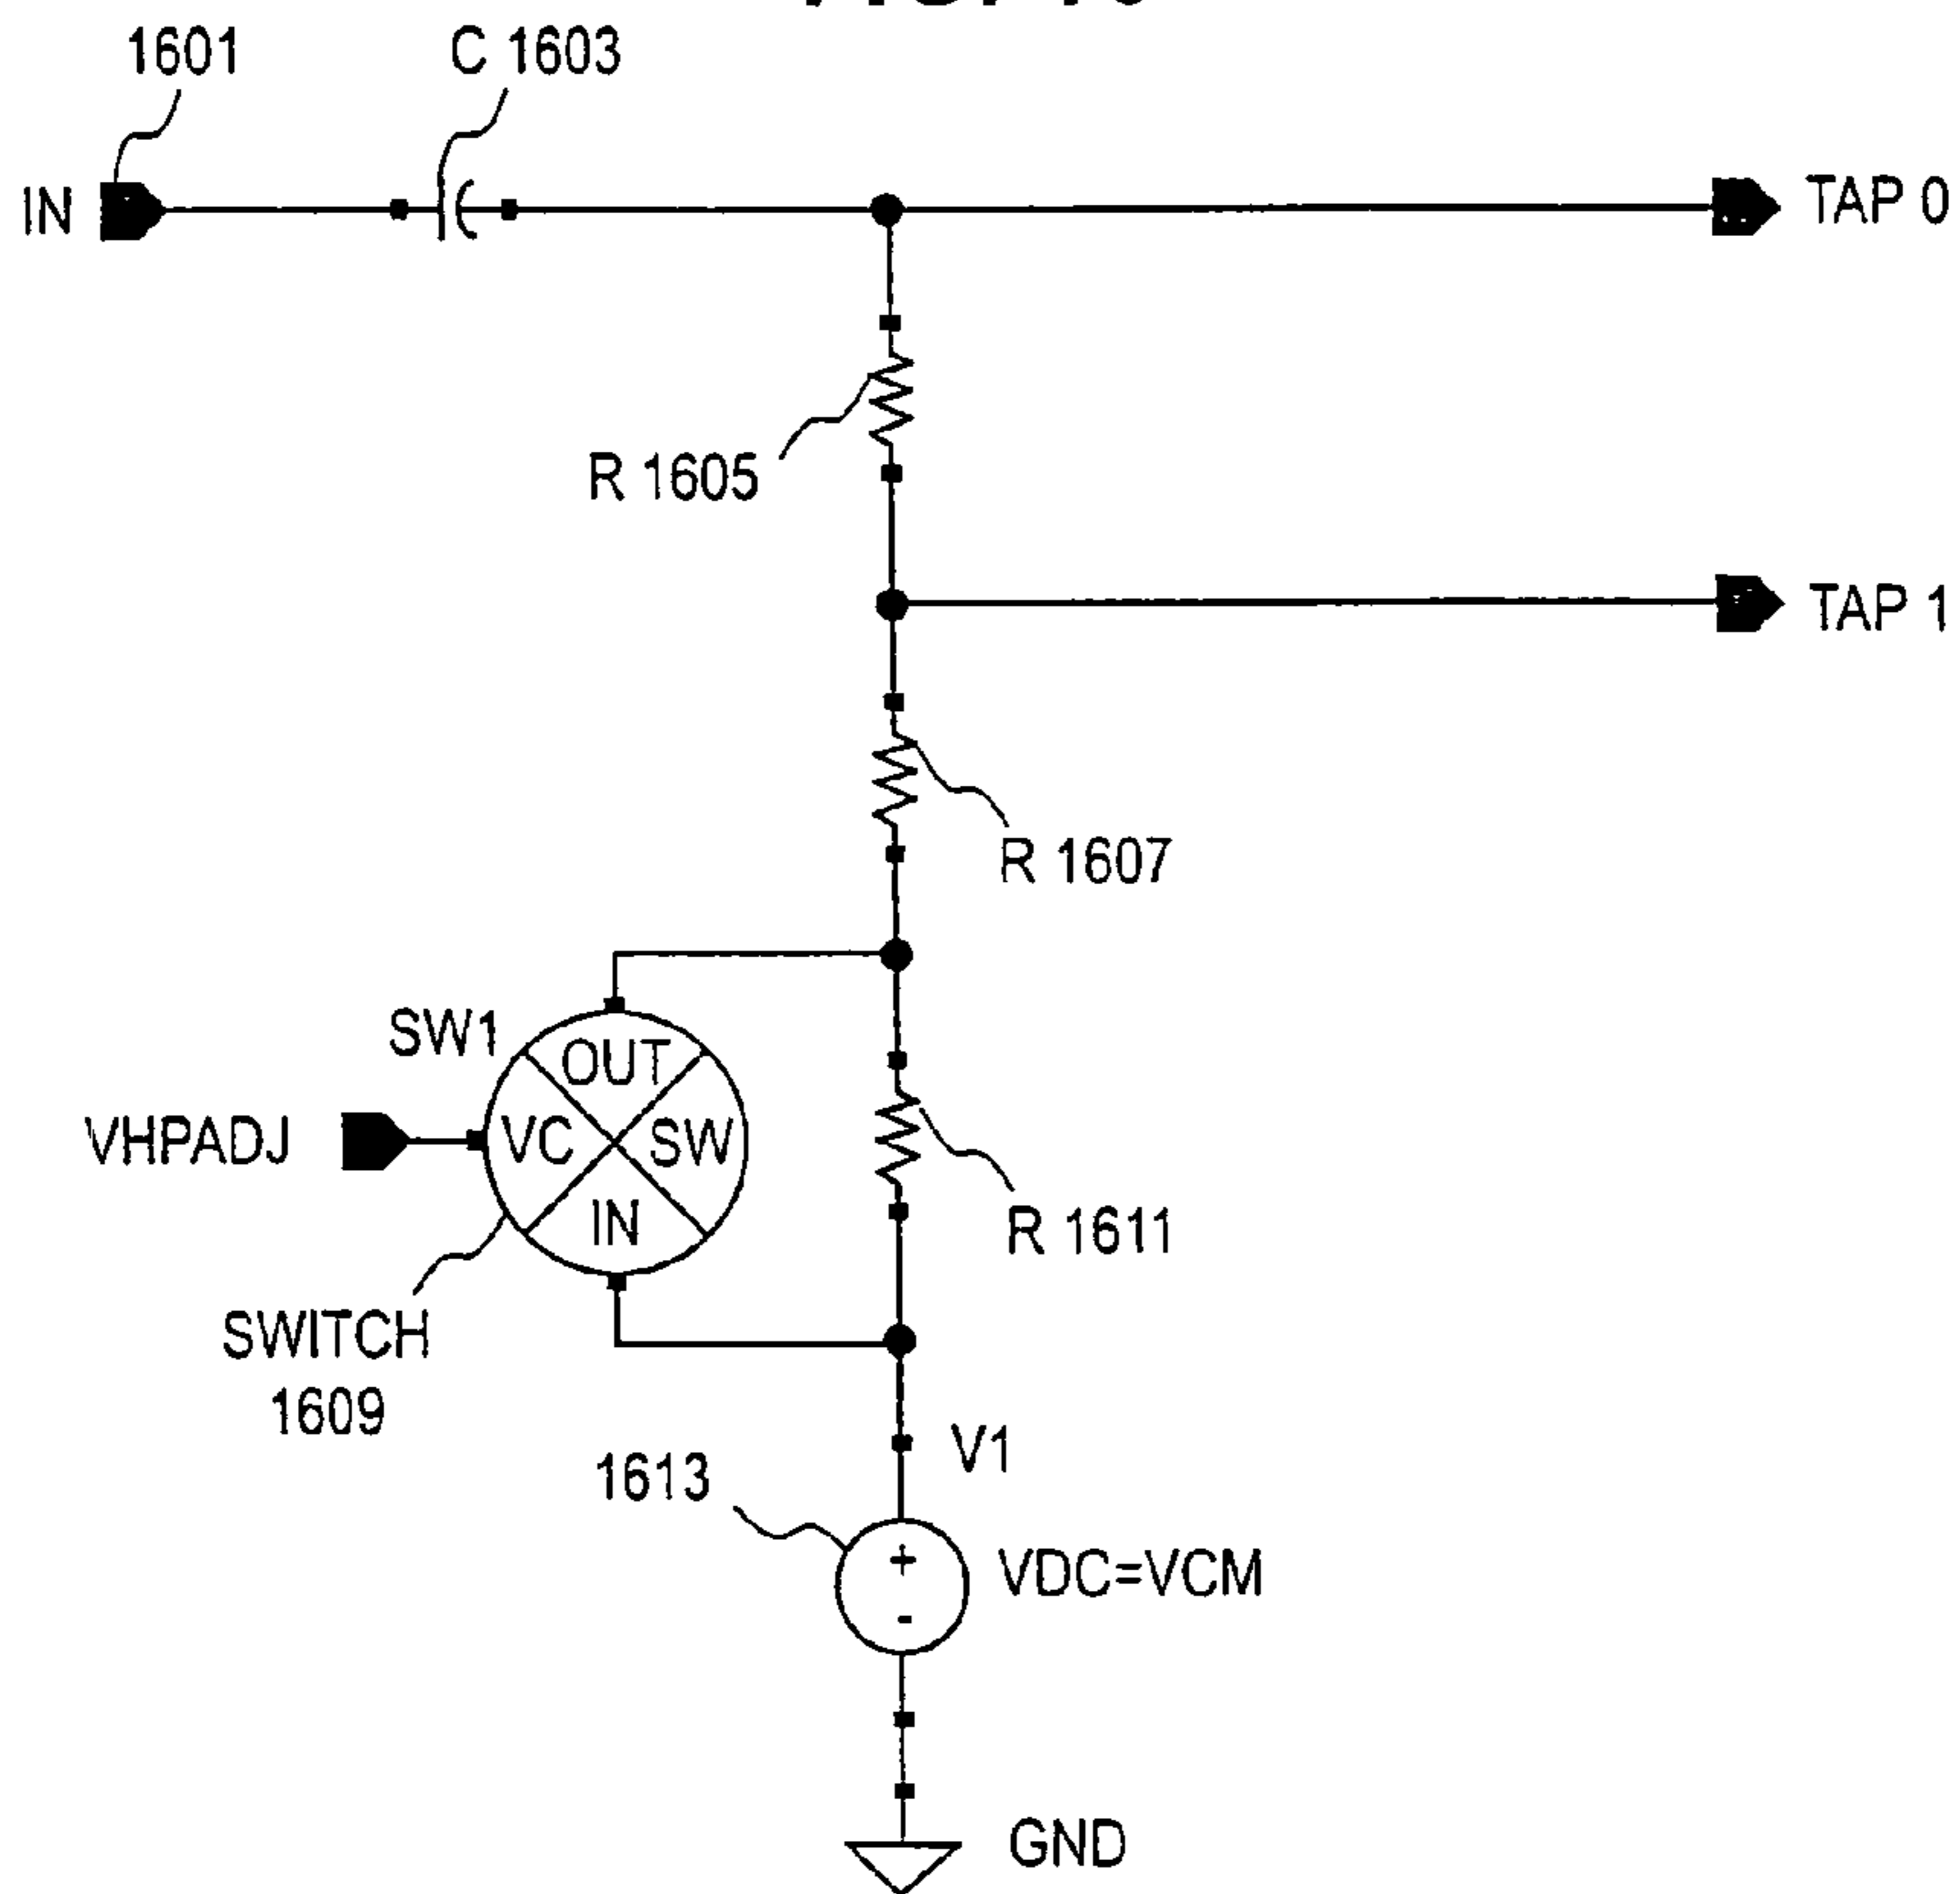 1601
C 1603
IN
TAP 0
R 1605
TAP 1
R 1607
SW1
OUT
VHPADJ
VC
SW
IN
R 1611
SWITCH
1609
V1
1613
+
VDC=VCM
-
GND